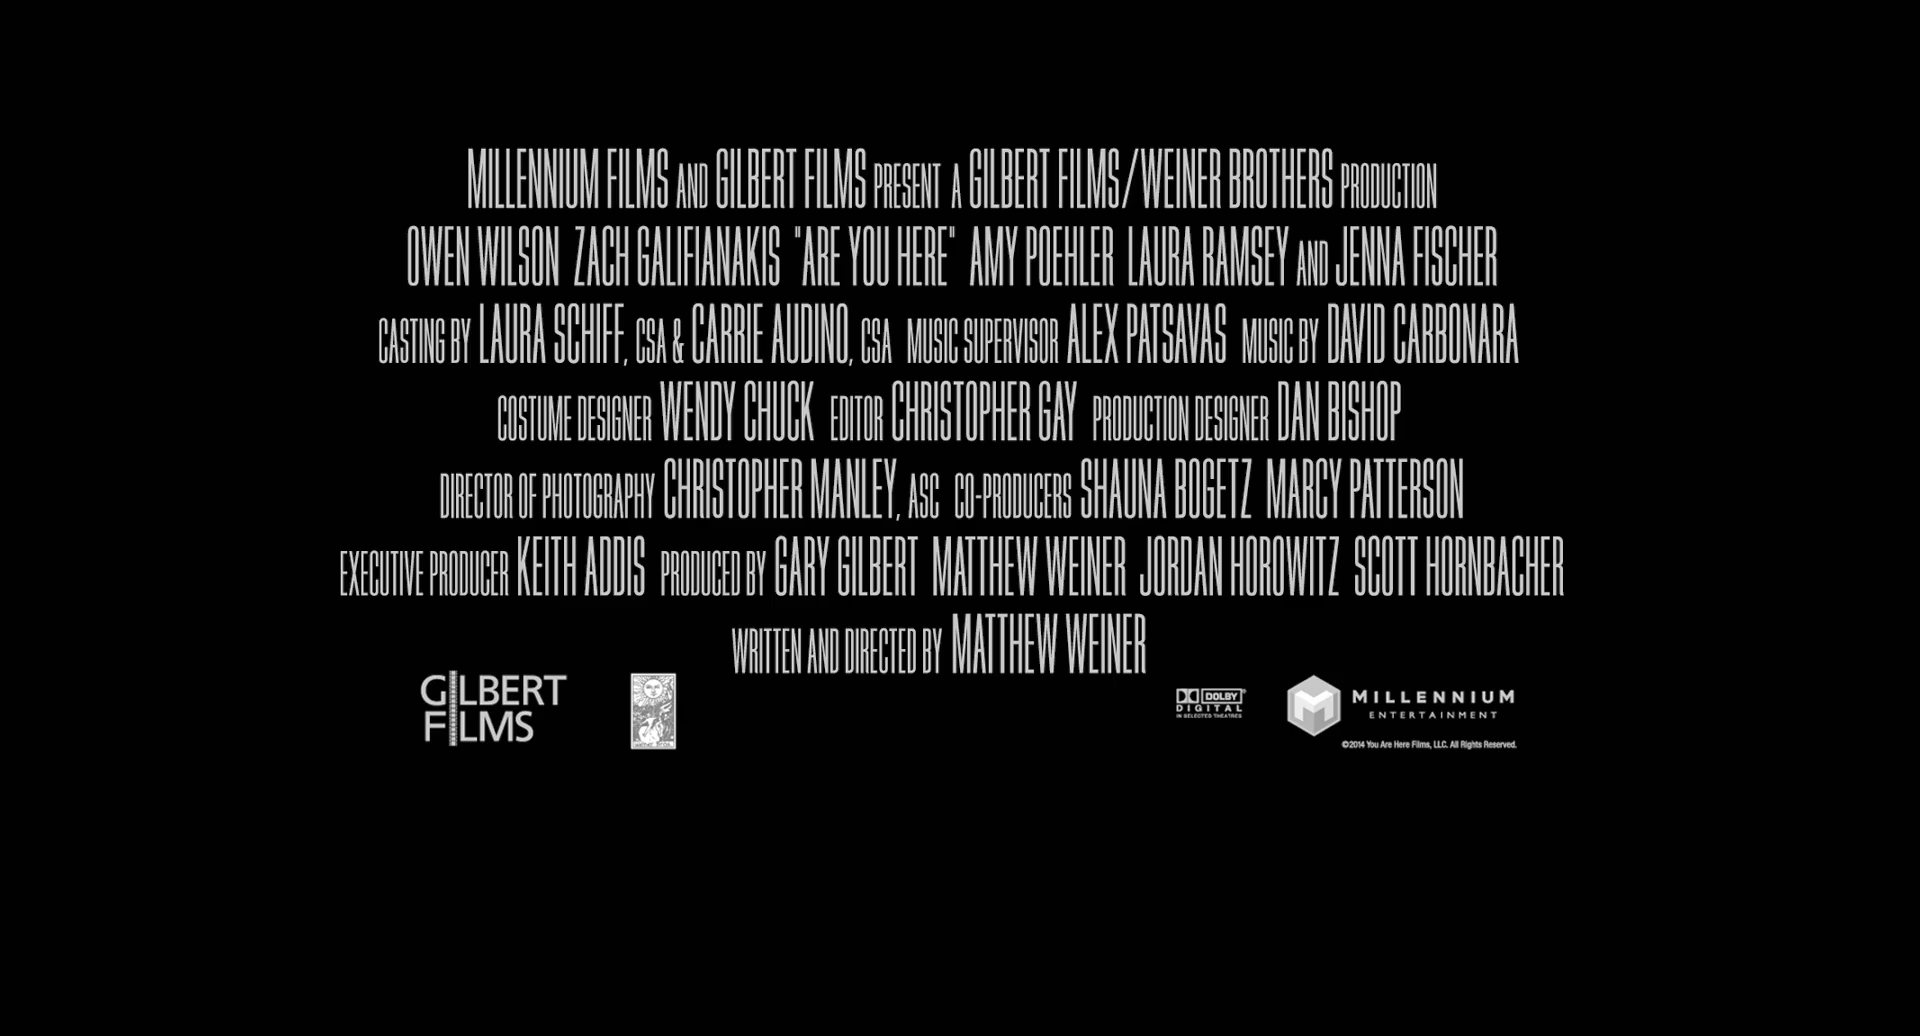 MILLENNIUM FILMS AND GILBERT FILMS PRESENT A GILBERT FILMS/WEINER BROTHERS PRODUCTION
OWEN WILSON ZACH GALIFIANAKIS "ARE YOU HERE" AMY POEHLER LAURA RAMSEY AND JENNA FISCHER
CASTING BY LAURA SCHIFF, CSA & CARRIE AUDINO, CSA MUSIC SUPERVISOR ALEX PATSAVAS MUSIC BY DAVID CARBONARA
COSTUME DESIGNER WENDY CHUCK EDITOR CHRISTOPHER GAY PRODUCTION DESIGNER DAN BISHOP
DIRECTOR OF PHOTOGRAPHY CHRISTOPHER MANLEY, ASC CO-PRODUCERS SHAUNA BOGETZ MARCY PATTERSON
EXECUTIVE PRODUCER KEITH ADDIS PRODUCED BY GARY GILBERT MATTHEW WEINER JORDAN HOROWITZ SCOTT HORNBACHER
WRITTEN AND DIRECTED BY MATTHEW WEINER
GILBERT
FILMS
Weiner Bros.
DOLBY
DIGITAL
IN SELECTED THEATRES
MILLENNIUM
ENTERTAINMENT
©2014 You Are Here Films, LLC. All Rights Reserved.